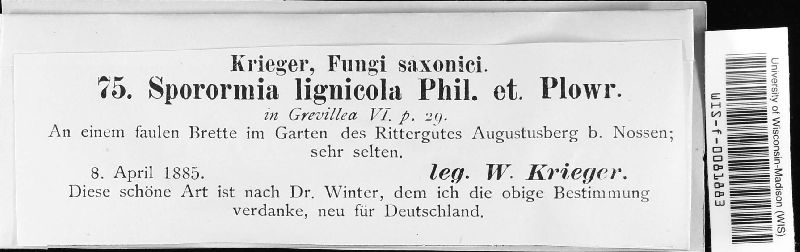 Krieger, Fungi saxonici.
75. Sporormia lignicola Phil. et. Plowr.
in Grevillea VI. p. 29.
An einem faulen Brette im Garten des Rittergutes Augustusberg b. Nossen;
sehr selten.
8. April 1885. leg. W. Krieger.
Diese schöne Art ist nach Dr. Winter, dem ich die obige Bestimmung
verdanke, neu für Deutschland.
University of Wisconsin-Madison (WIS)
WIS-f-0081883